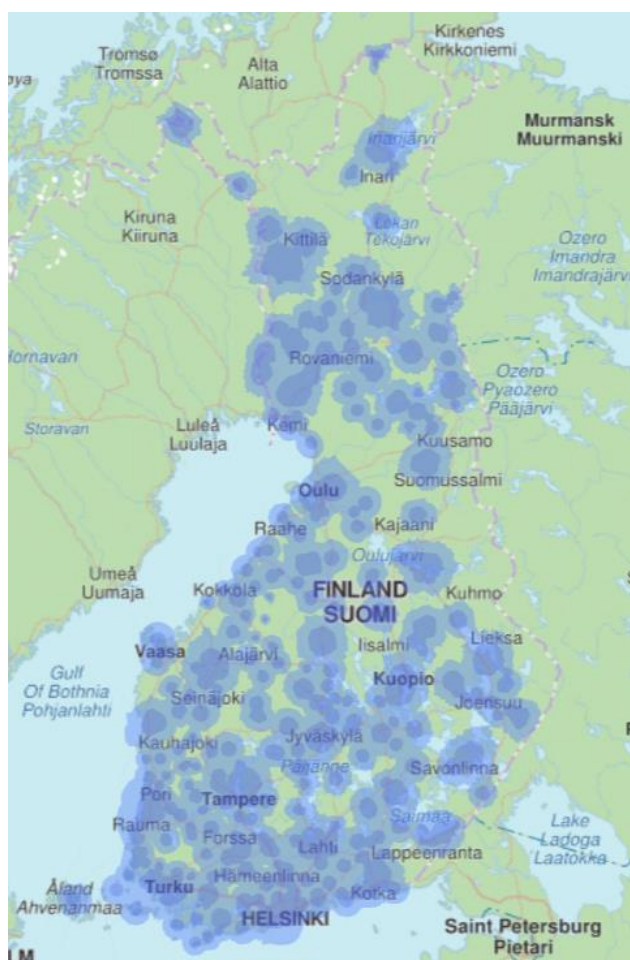 Kirkenes
Kirkkoniemi
Tromsø
Tromssa
Alta
Alattio
øya
Murmansk
Muurmanski
Inarijärvi
Inari
Kiruna
Kiiruna
Lokan
Tekojärvi
Kittilä
Ozero
Imandra
Imandrajärvi
Sodankylä
Hornavan
Rovaniemi
Ozero
Pyaozero
Pääjärvi
Storavan
Luleå
Luulaja
Kemi
Kuusamo
Suomussalmi
Oulu
Raahe
Kajaani
Oulujärvi
Umeå
Uumaja
Kokkola
FINLAND
SUOMI
Kuhmo
Vaasa
Alajärvi
Iisalmi
Lieksa
Gulf
Of Bothnia
Pohjanlahti
Kuopio
Seinäjoki
Joensuu
Kauhajoki
Jyväskylä
Päijänne
Savonlinna
Pori
Tampere
Rauma
Forssa
Saimaa
Lake
Ladoga
Laatokka
Lahti
Lappeenranta
Åland
Ahvenanmaa
Turku
Hämeenlinna
Kotka
HELSINKI
Saint Petersburg
Pietari
LM